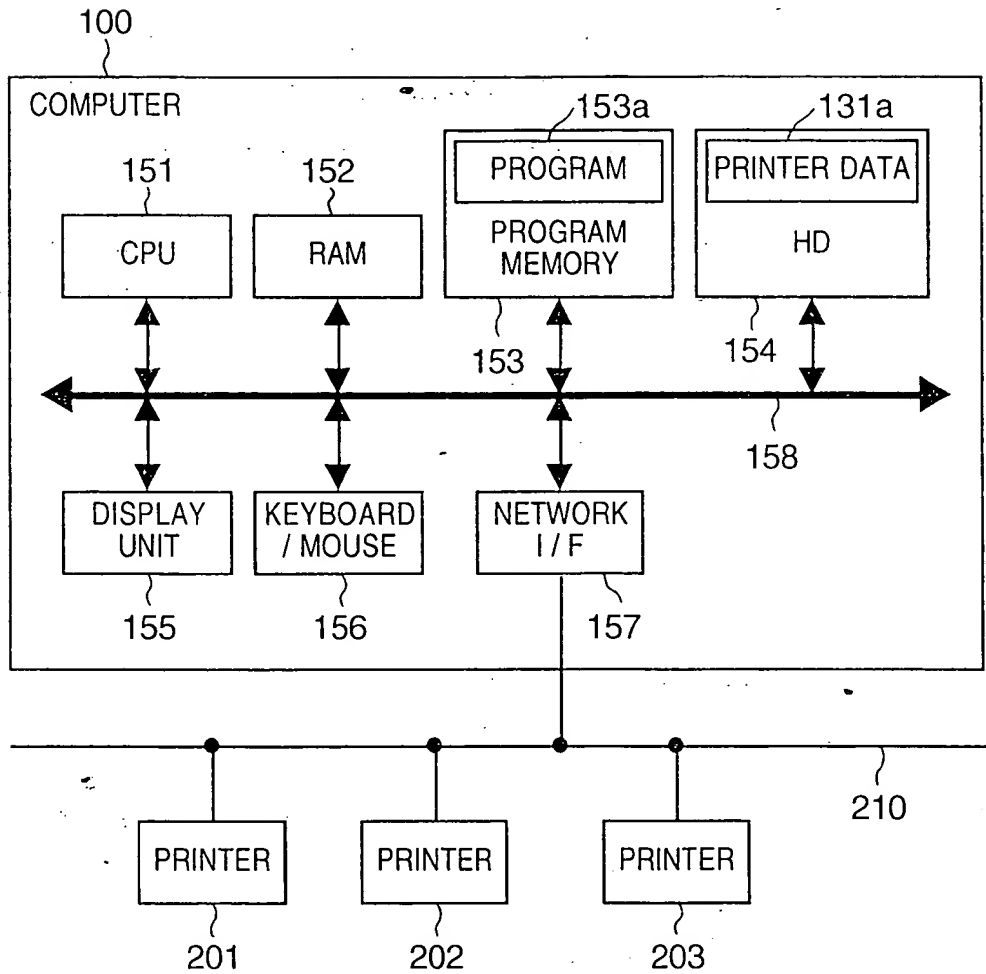 100
COMPUTER
151
152
153a
131a
CPU
RAM
PROGRAM
PROGRAM
MEMORY
PRINTER DATA
HD
153
154
158
DISPLAY
UNIT
KEYBOARD
/ MOUSE
NETWORK
I / F
155
156
157
210
PRINTER
PRINTER
PRINTER
201
202
203